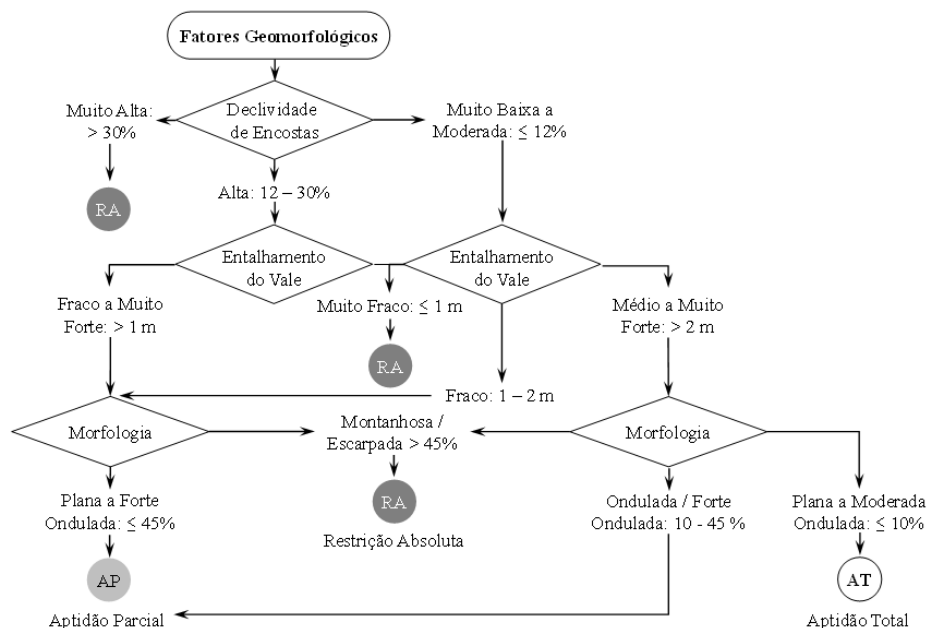 Fatores Geomorfológicos
Declividade
de Encostas
Muito Alta:
> 30%
Muito Baixa a
Moderada: ≤ 12%
RA
Alta: 12 – 30%
Entalhamento
do Vale
Entalhamento
do Vale
Fraco a Muito
Forte: > 1 m
Muito Fraco: ≤ 1 m
Médio a Muito
Forte: > 2 m
RA
Fraco: 1 – 2 m
Morfologia
Montanhosa /
Escarpada > 45%
Morfologia
Plana a Forte
Ondulada: ≤ 45%
RA
Restrição Absoluta
Ondulada / Forte
Ondulada: 10 - 45 %
Plana a Moderada
Ondulada: ≤ 10%
AP
Aptidão Parcial
AT
Aptidão Total